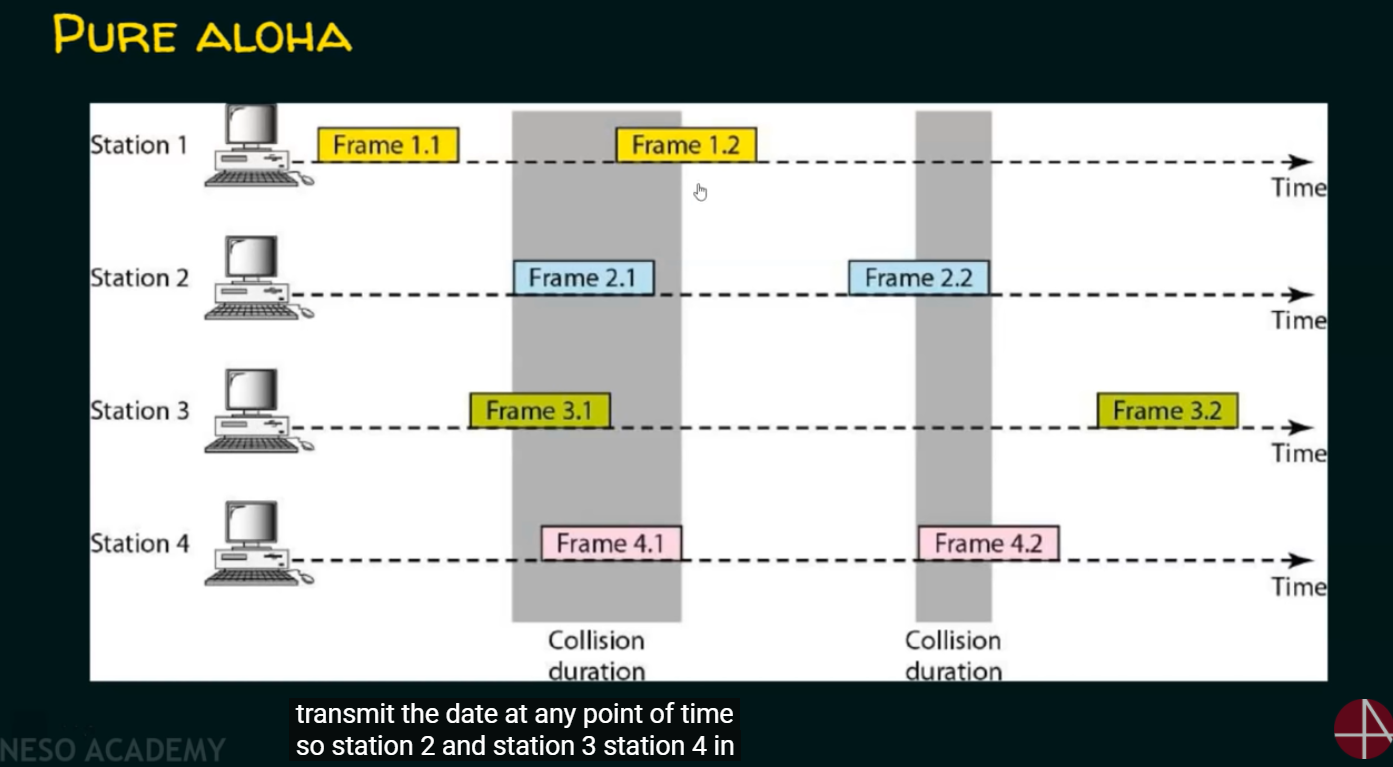 PURE ALOHA
Station 1
Frame 1.1
Frame 1.2
Time
Station 2
Frame 2.1
Frame 2.2
Time
Station 3
Frame 3.1
Frame 3.2
Time
Station 4
Frame 4.1
Frame 4.2
Time
Collision
duration
Collision
duration
transmit the date at any point of time
so station 2 and station 3 station 4 in
NESO ACADEMY